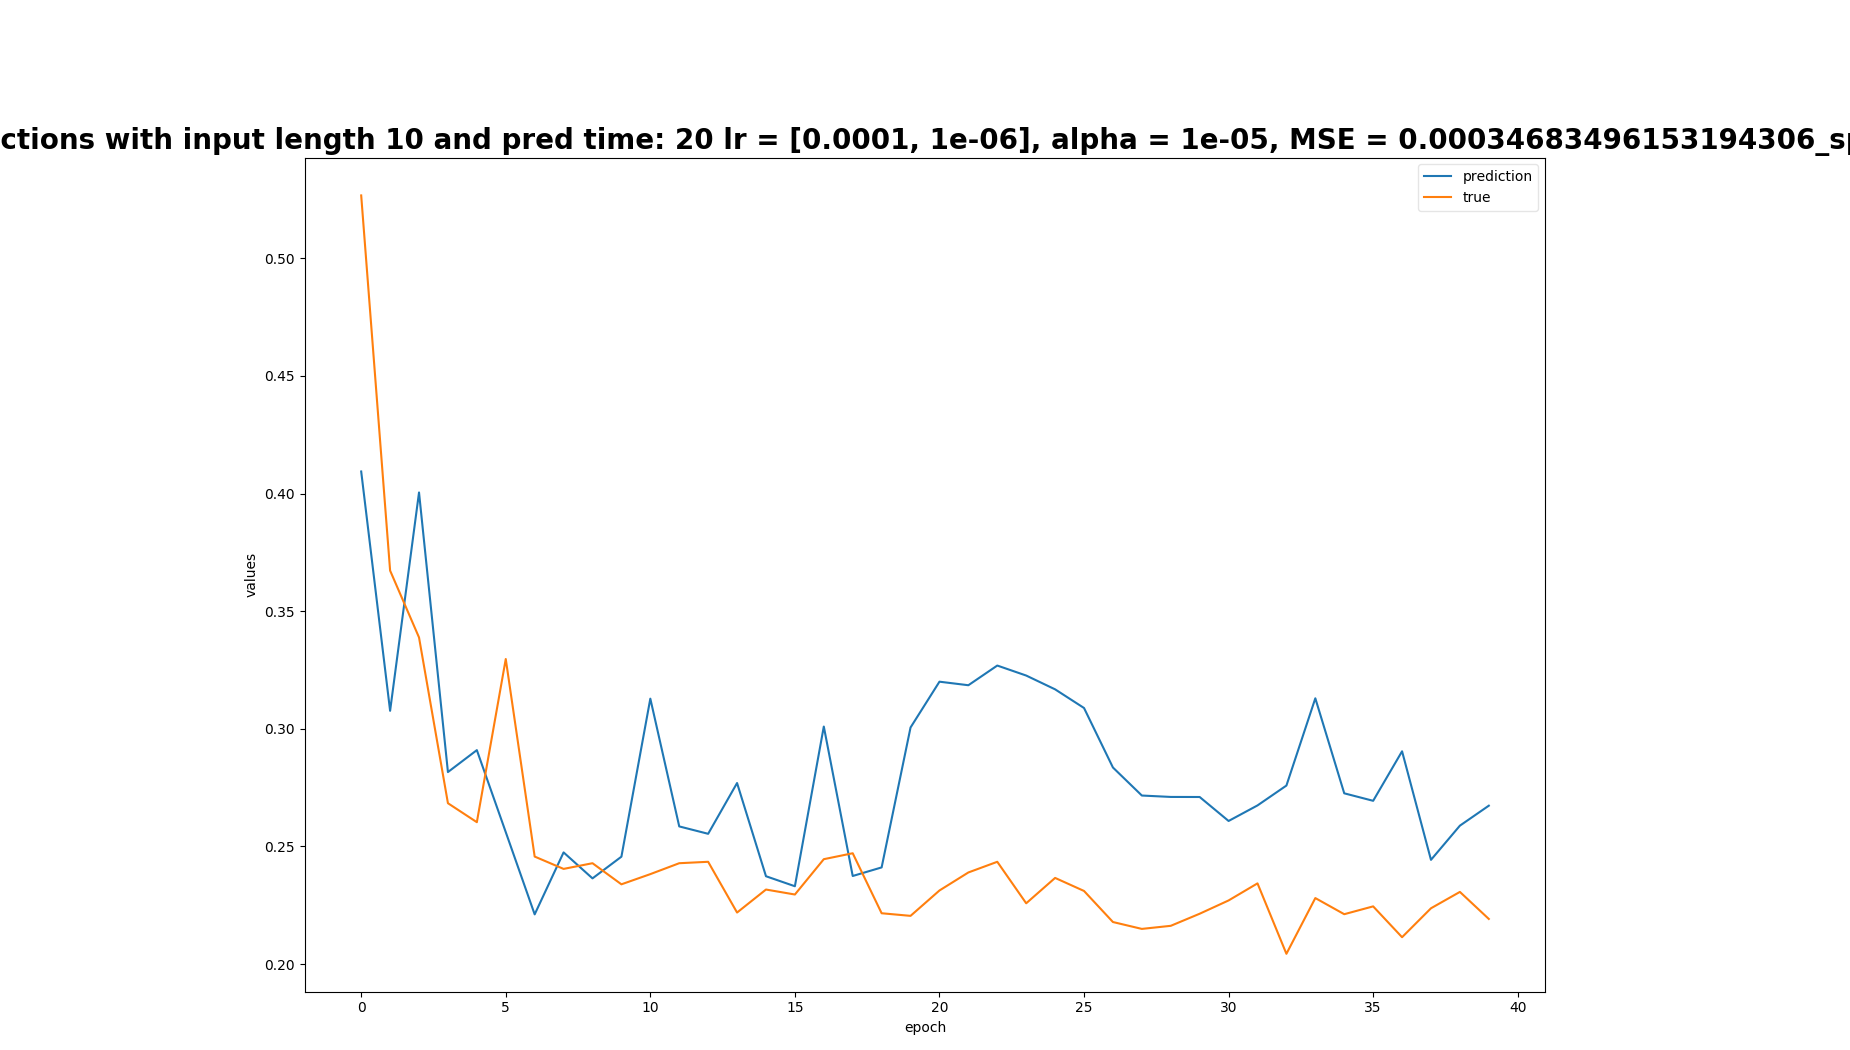 ctions with input length 10 and pred time: 20 lr = [0.0001, 1e-06], alpha = 1e-05, MSE = 0.00034683496153194306_sp
prediction
true
0.50
0.45
0.40
0.35
0.30
0.25
0.20
values
0 5 10 15 20 25 30 35 40
epoch